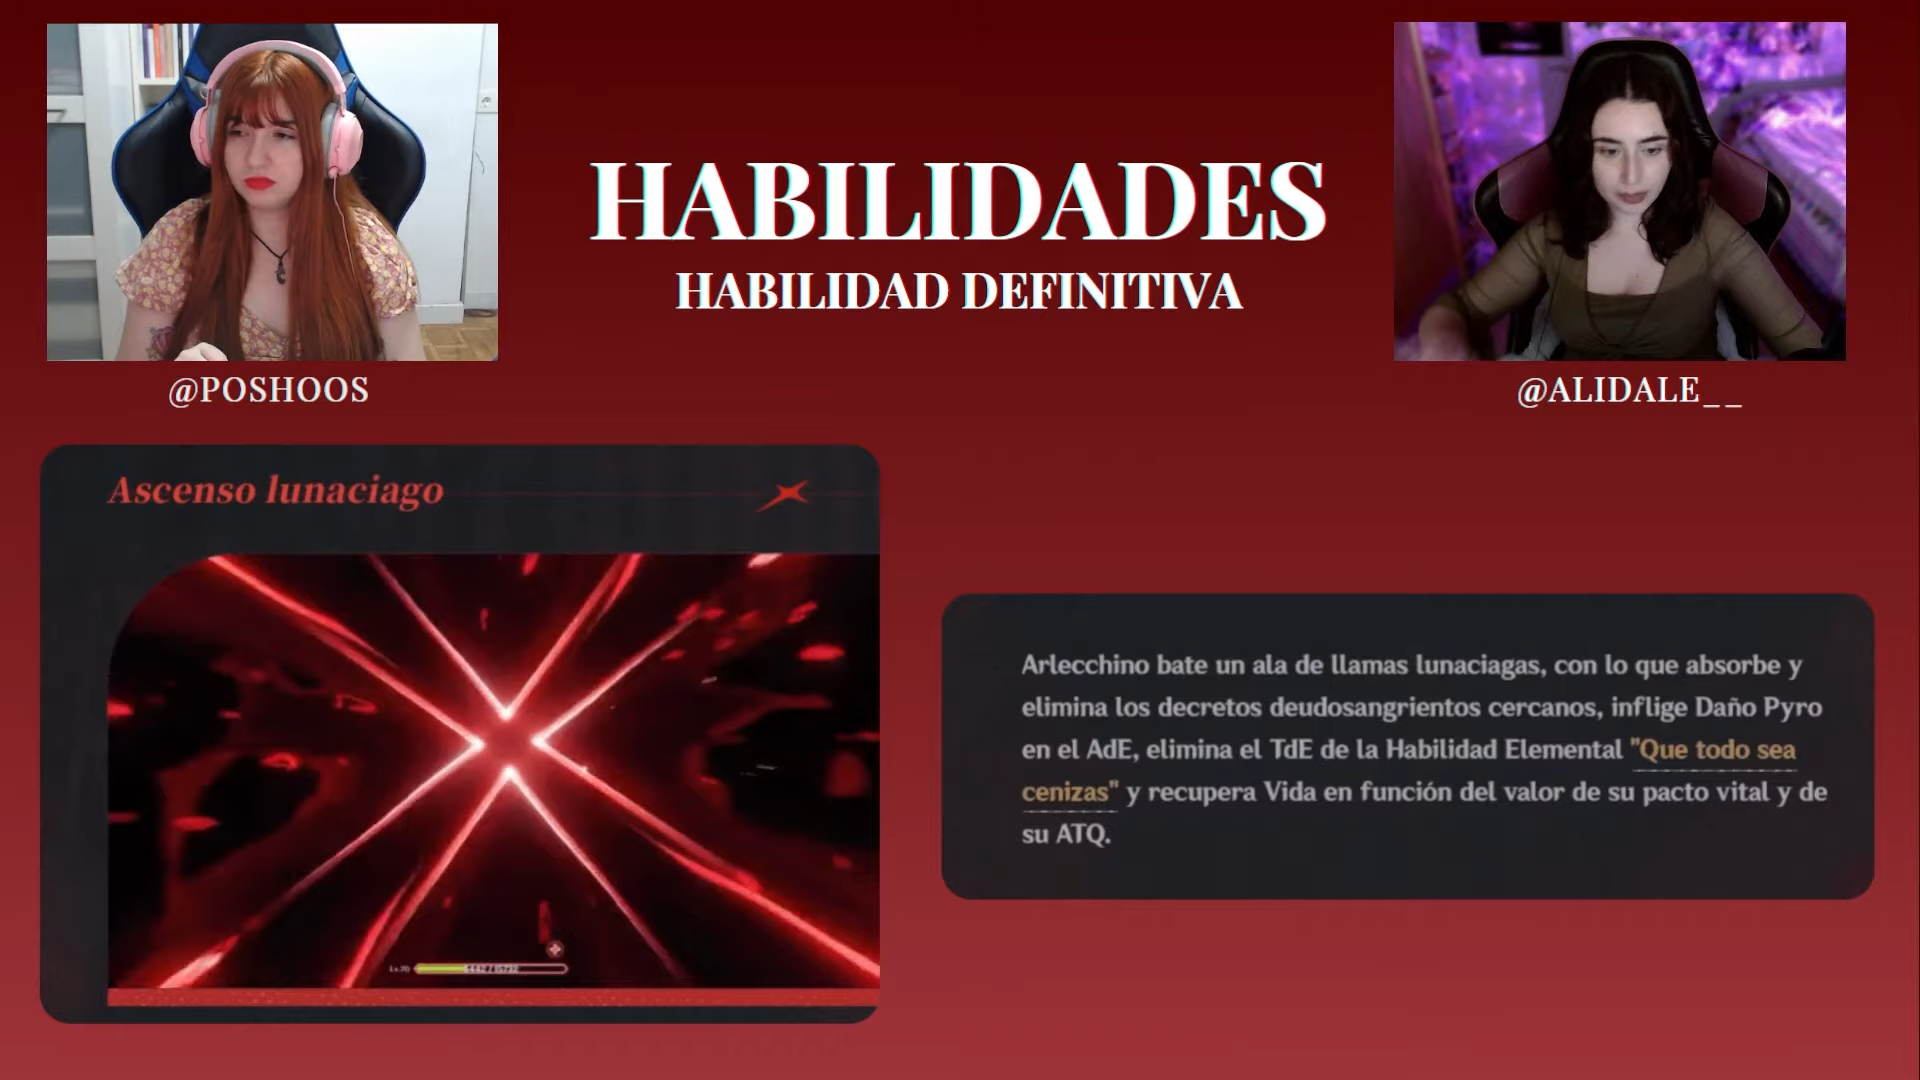 HABILIDADES
HABILIDAD DEFINITIVA
@POSHOOS
@ALIDALE__
Ascenso lunaciago
Arlecchino bate un ala de llamas lunaciagas, con lo que absorbe y
elimina los decretos deudosangrientos cercanos, inflige Daño Pyro
en el AdE, elimina el TdE de la Habilidad Elemental "Que todo sea
cenizas" y recupera Vida en función del valor de su pacto vital y de
su ATQ.
Lv.70